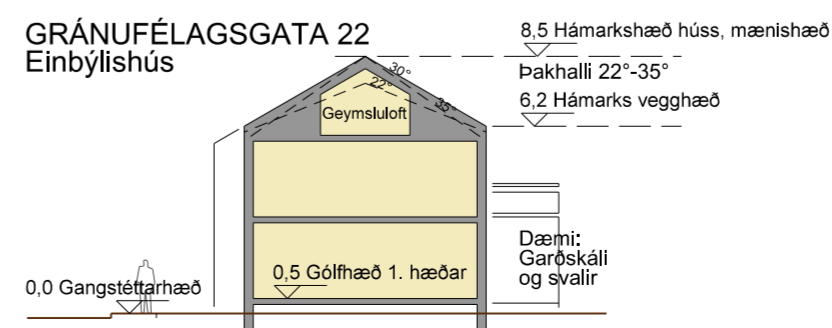 GRÁNUFÉLAGSGATA 22
Einbýlishús
8,5 Hámarkshæð húss, mænishæð
Þakhalli 22°-35°
6,2 Hámarks vegghæð
30°
22°
35°
Geymsluloft
Dæmi:
Garðskáli
og svalir
0,5 Gólfhæð 1. hæðar
0,0 Gangstéttarhæð